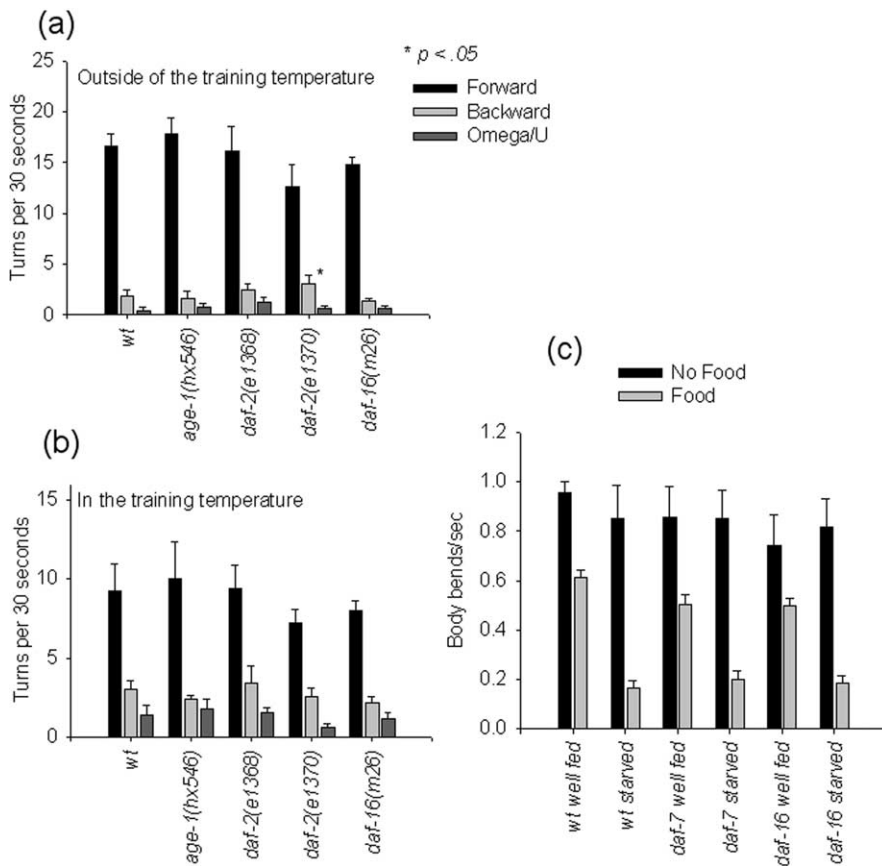 (a)
* p < .05
25
20
15
10
5
0
Turns per 30 seconds
Outside of the training temperature
Forward
Backward
Omega/U
*
wt
age-1(hx546)
daf-2(e1368)
daf-2(e1370)
daf-16(m26)
(b)
15
10
5
0
Turns per 30 seconds
In the training temperature
wt
age-1(hx546)
daf-2(e1368)
daf-2(e1370)
daf-16(m26)
(c)
No Food
Food
1.2
1.0
0.8
0.6
0.4
0.2
0.0
Body bends/sec
wt well fed
wt starved
daf-7 well fed
daf-7 starved
daf-16 well fed
daf-16 starved